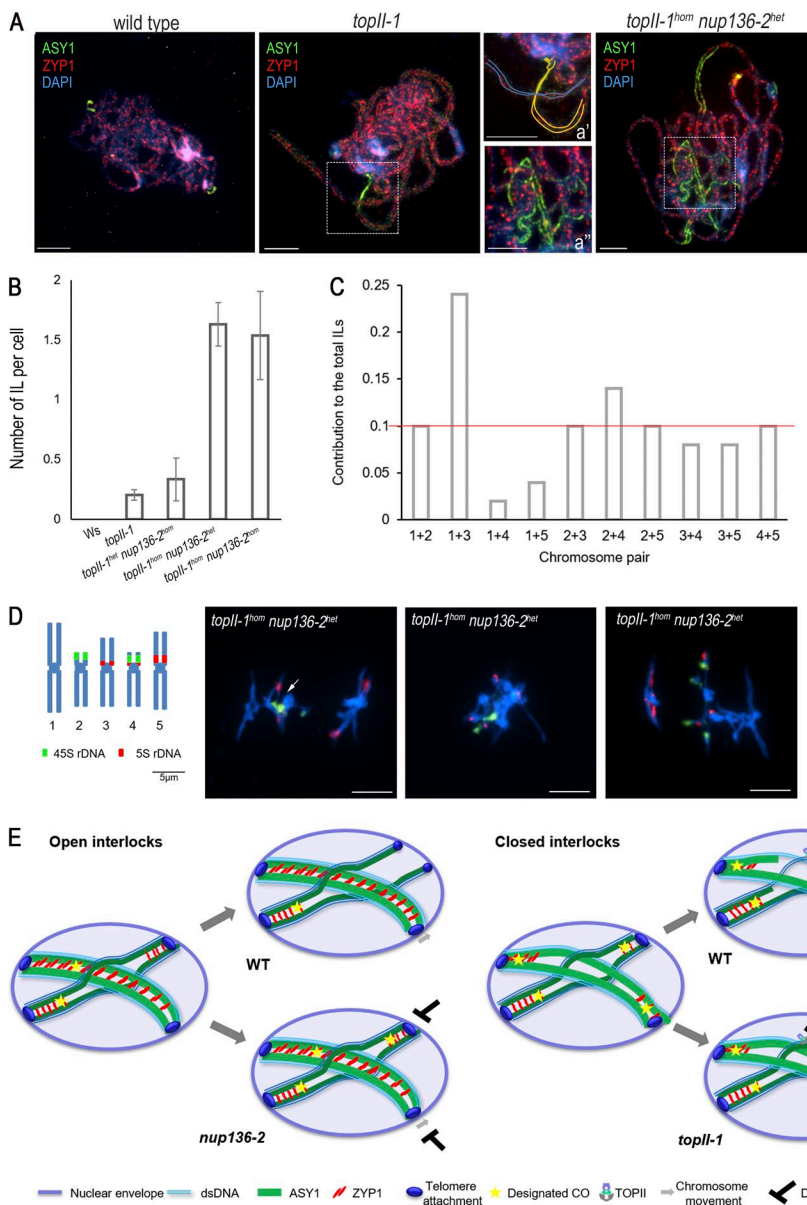 A
wild type
topII-1
topII-1hom nup136-2het
ASY1
ZYP1
DAPI
ASY1
ZYP1
DAPI
a'
a"
ASY1
ZYP1
DAPI
B
Number of IL per cell
2
1.5
1
0.5
0
Ws
topII-1
topII-1het nup136-2hom
topII-1hom nup136-2het
topII-1hom nup136-2hom
C
Contribution to the total ILs
0.25
0.2
0.15
0.1
0.05
0
1+2 1+3 1+4 1+5 2+3 2+4 2+5 3+4 3+5 4+5
Chromosome pair
D
1 2 3 4 5
45S rDNA 5S rDNA
5µm
topII-1hom nup136-2het
topII-1hom nup136-2het
topII-1hom nup136-2het
E
Open interlocks
WT
nup136-2
Closed interlocks
WT
topII-1
Nuclear envelope dsDNA ASY1 ZYP1 Telomere attachment Designated CO TOPII Chromosome movement D